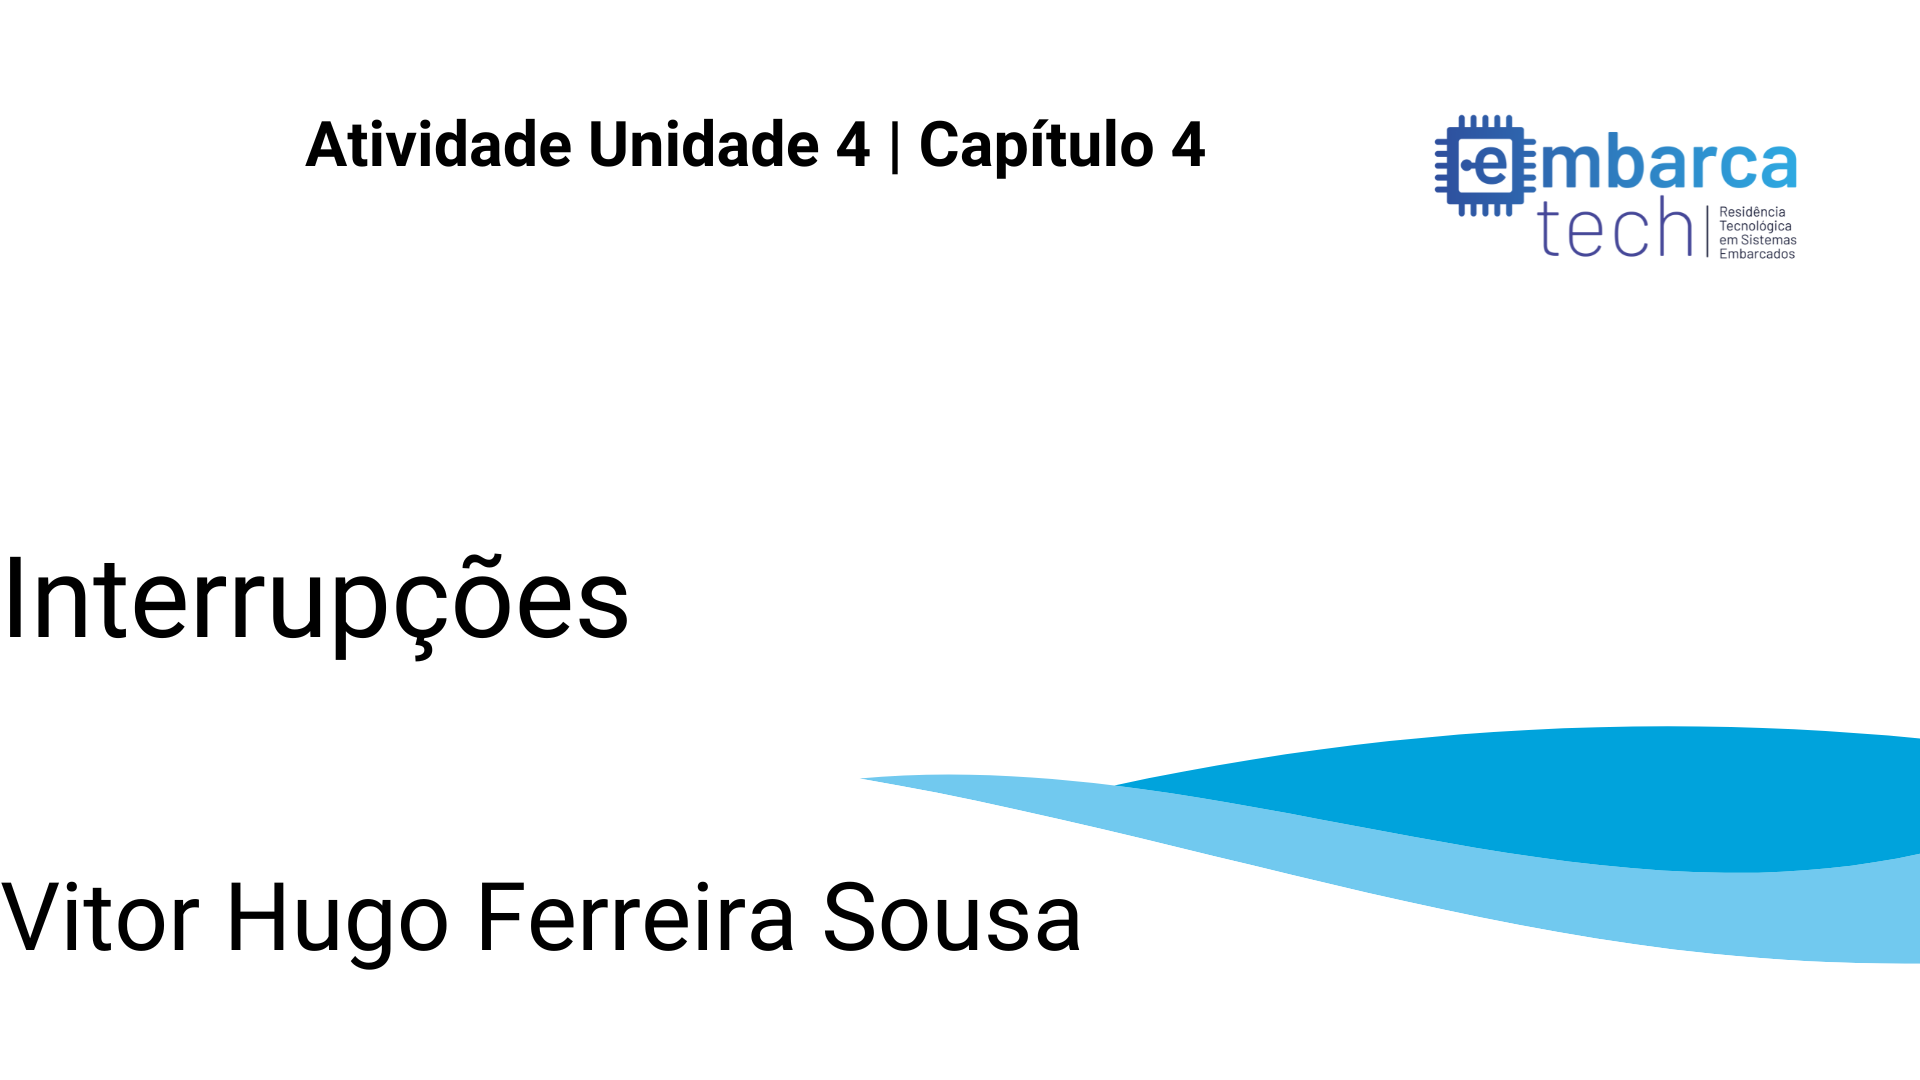 Atividade Unidade 4 | Capítulo 4
embarca
tech
Residência
Tecnológica
em Sistemas
Embarcados
Interrupções
Vitor Hugo Ferreira Sousa